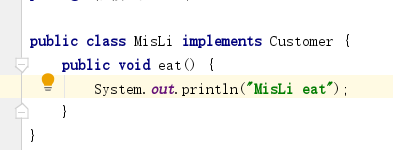 public class MisLi implements Customer {
public void eat() {
System.out.println("MisLi eat");
}
}